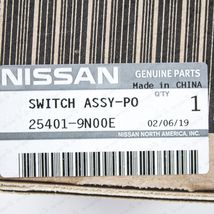 NISSAN GENUINE PARTS
Made in CHINA
SWITCH ASSY-PO QTY 1
25401-9N00E 02/06/19
NISSAN NORTH AMERICA, INC.